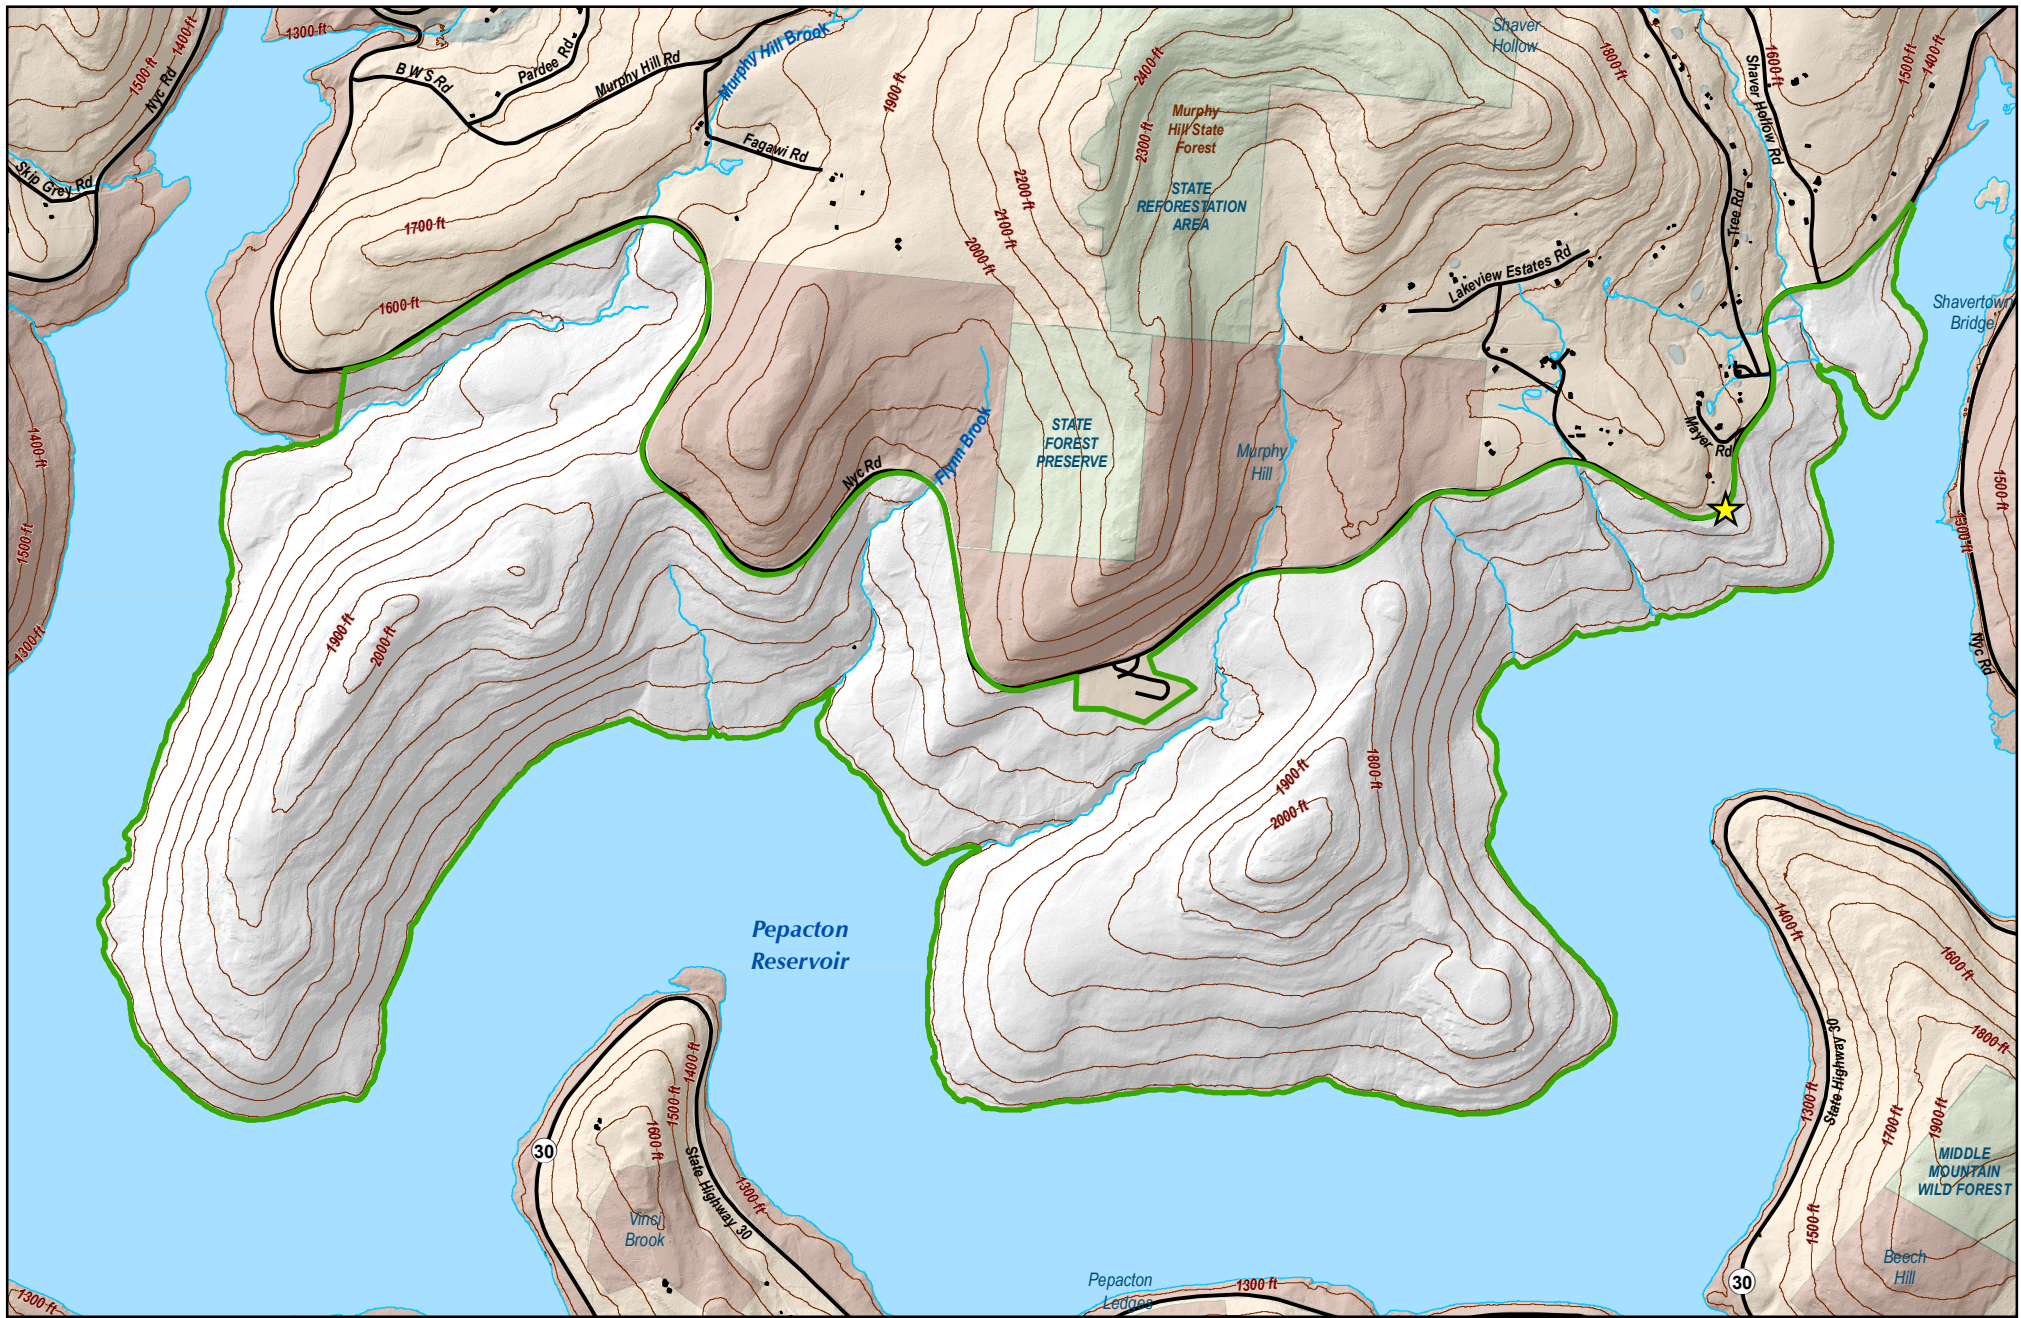 1300 ft
1400 ft
1500 ft
Nyc Rd
B W S Rd
Pardee Rd
Murphy Hill Rd
Murphy Hill Brook
1900 ft
2400 ft
Shaver
Hollow
1800 ft
Shaver Hollow Rd
1600 ft
1500 ft
1400 ft
Skip Grey Rd
Fagawi Rd
2300 ft
Murphy
Hill State
Forest
STATE
REFORESTATION
AREA
2200 ft
2100 ft
2000 ft
Tree Rd
1700 ft
1600 ft
Lakeview Estates Rd
Shavertown
Bridge
1400 ft
1500 ft
1300 ft
Nyc Rd
Flynn Brook
STATE
FOREST
PRESERVE
Murphy
Hill
Mayer
Rd
1500 ft
1300 ft
Nyc Rd
1900 ft
2000 ft
1900 ft
2000 ft
1800 ft
Pepacton
Reservoir
1400 ft
1600 ft
1800 ft
State Highway 30
1300 ft
1700 ft
1900 ft
1500 ft
MIDDLE
MOUNTAIN
WILD FOREST
Beech
Hill
30
30
1400 ft
1500 ft
1600 ft
State Highway 30
1300 ft
Vinci
Brook
Pepacton
Ledges
1300 ft
1300 ft